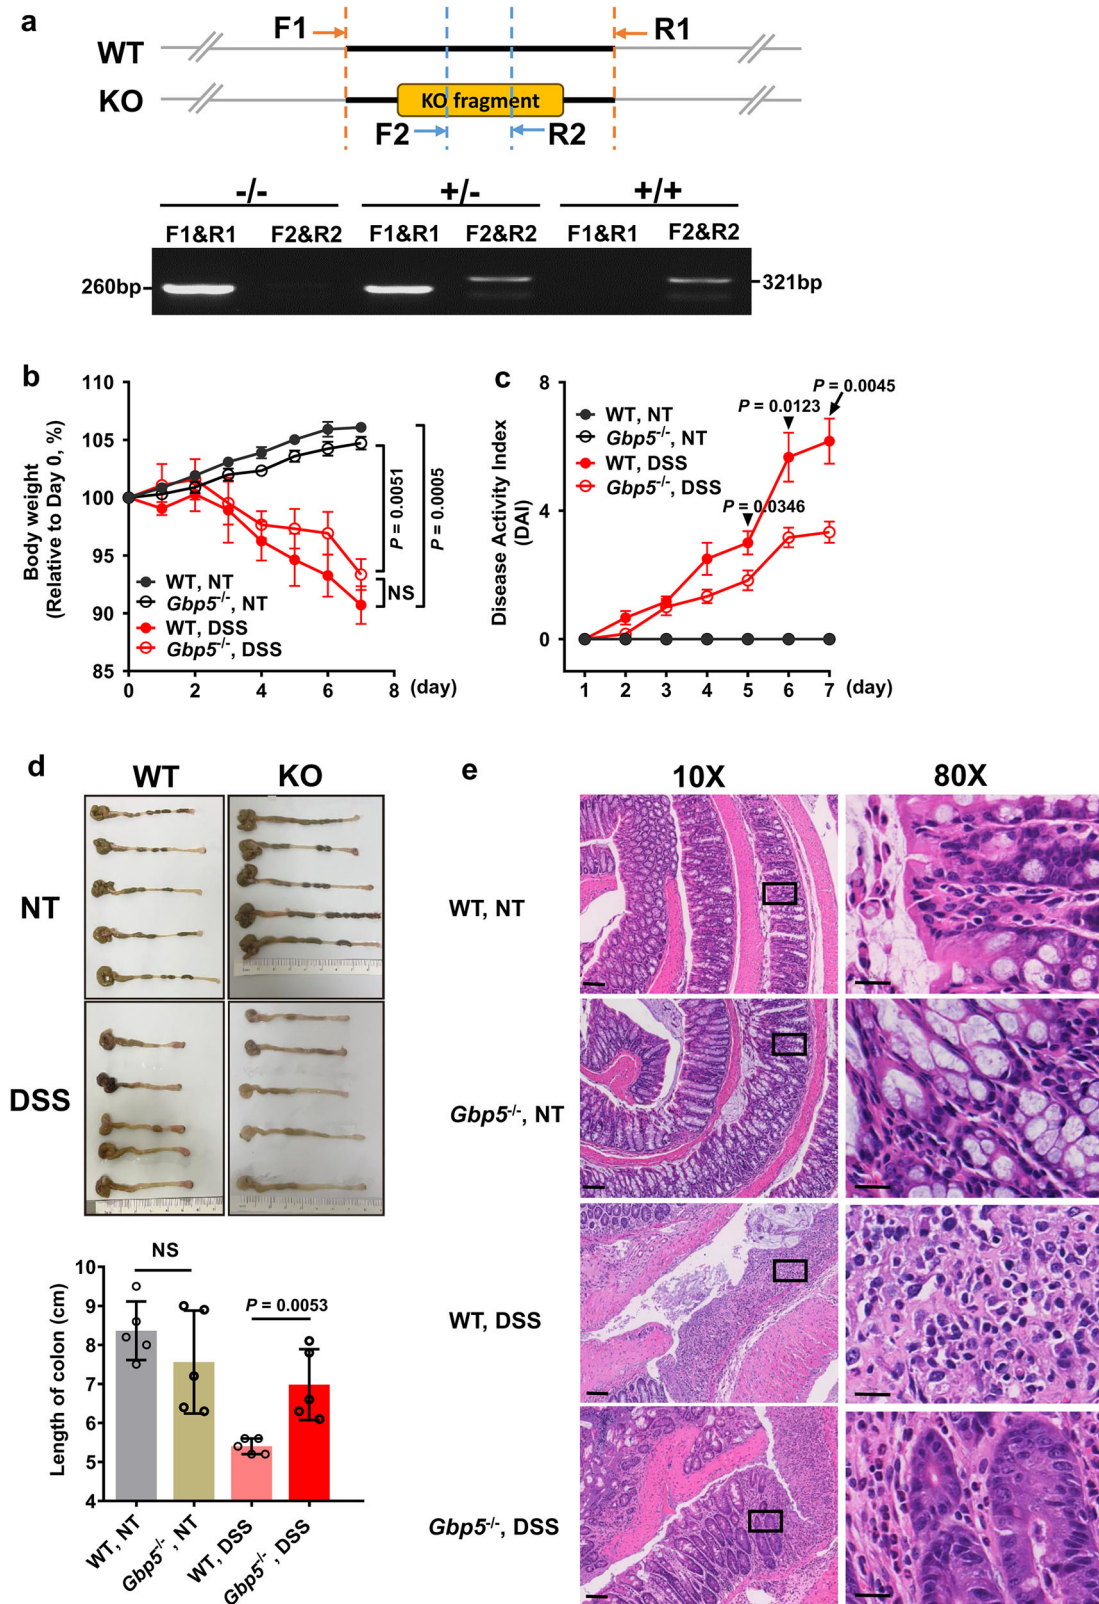 a
F1
R1
WT
KO
KO fragment
F2
R2
-/-
+/-
+/+
F1&R1
F2&R2
F1&R1
F2&R2
F1&R1
F2&R2
260bp
321bp
b
110
105
100
95
90
85
Body weight
(Relative to Day 0, %)
P = 0.0051
P = 0.0005
NS
WT, NT
Gbp5-/-, NT
WT, DSS
Gbp5-/-, DSS
0
2
4
6
8
(day)
c
8
4
0
Disease Activity Index
(DAI)
WT, NT
Gbp5-/-, NT
WT, DSS
Gbp5-/-, DSS
P = 0.0045
P = 0.0123
P = 0.0346
1
2
3
4
5
6
7
(day)
d
WT
KO
NT
DSS
10
9
8
7
6
5
4
Length of colon (cm)
NS
P = 0.0053
WT, NT
Gbp5-/-, NT
WT, DSS
Gbp5-/-, DSS
e
10X
80X
WT, NT
Gbp5-/-, NT
WT, DSS
Gbp5-/-, DSS